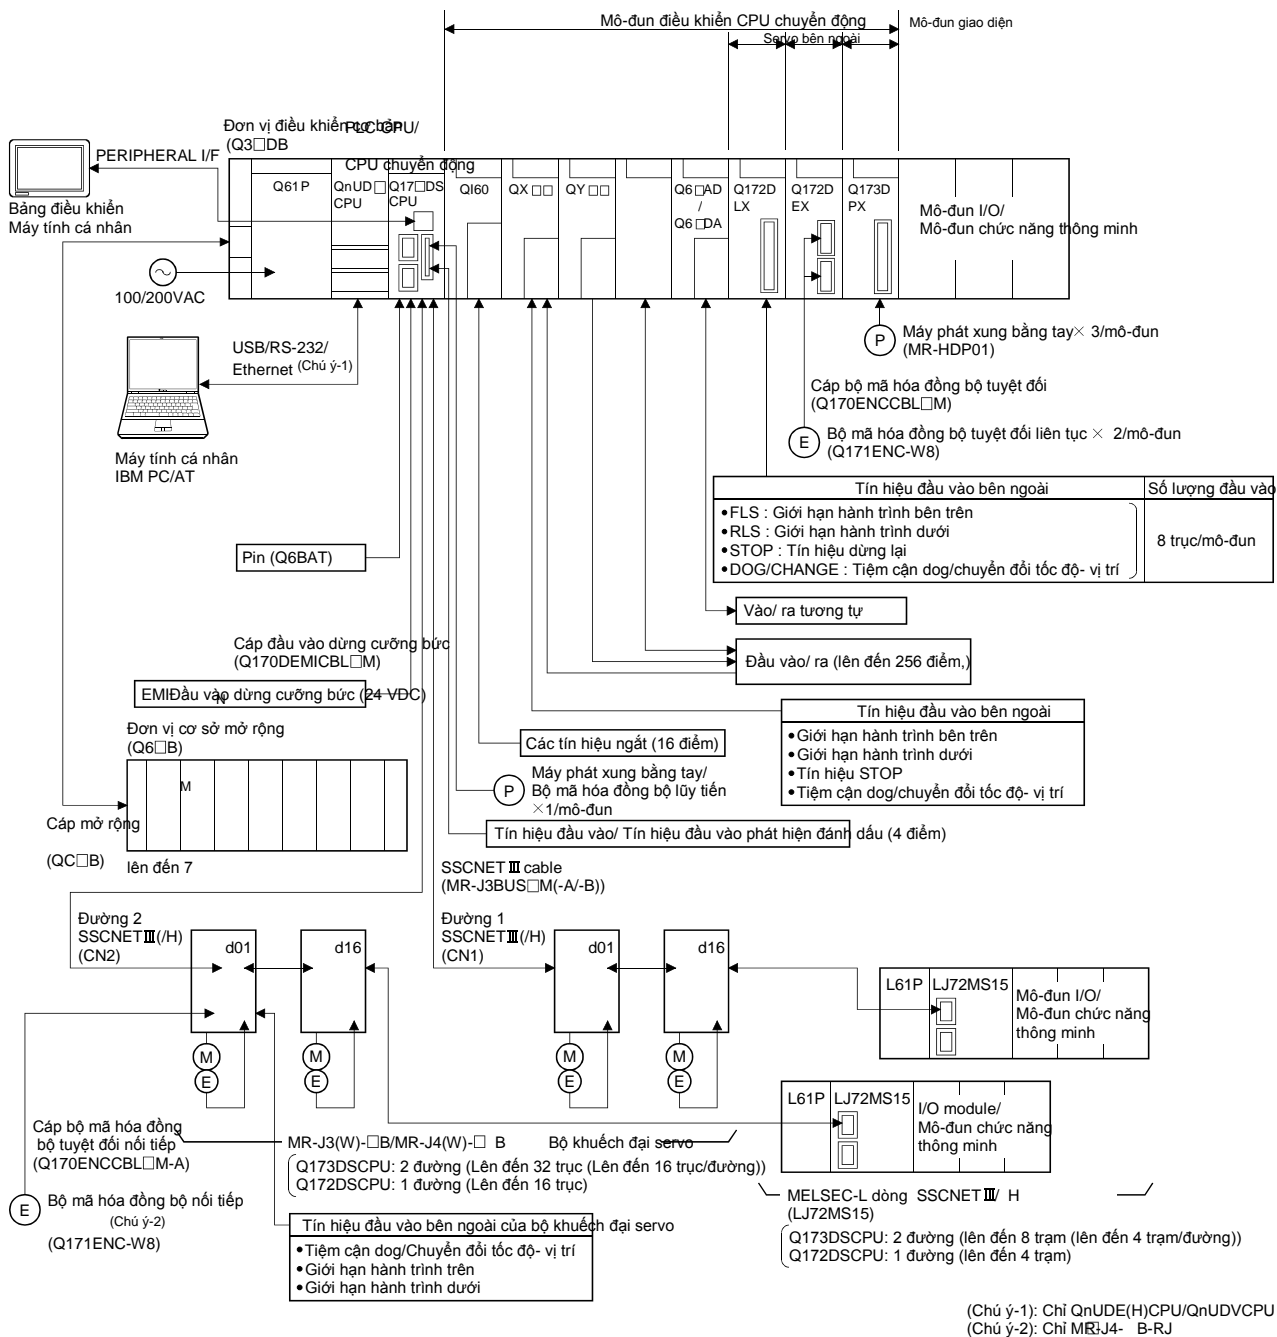 Mô-đun điều khiển CPU chuyển động
Mô-đun giao diện
Servo bên ngoài
Đơn vị điều khiển cơ bản
PLC CPU/
(Q3□DB
CPU chuyển động
PERIPHERAL I/F
Bảng điều khiển
Máy tính cá nhân
Q61P
QnUD□
CPU
Q17□DS
CPU
QI60
QX □□
QY □□
Q6□AD
/
Q6□DA
Q172D
LX
Q172D
EX
Q173D
PX
Mô-đun I/O/
Mô-đun chức năng thông minh
100/200VAC
USB/RS-232/
Ethernet (Chú ý-1)
Máy tính cá nhân
IBM PC/AT
P
Máy phát xung bằng tay× 3/mô-đun
(MR-HDP01)
Cáp bộ mã hóa đồng bộ tuyệt đối
(Q170ENCCBL□M)
E
Bộ mã hóa đồng bộ tuyệt đối liên tục × 2/mô-đun
(Q171ENC-W8)
Tín hiệu đầu vào bên ngoài
Số lượng đầu vào
•FLS : Giới hạn hành trình bên trên
•RLS : Giới hạn hành trình dưới
•STOP : Tín hiệu dừng lại
•DOG/CHANGE : Tiệm cận dog/chuyển đổi tốc độ- vị trí
8 trục/mô-đun
Pin (Q6BAT)
Vào/ ra tương tự
Cáp đầu vào dừng cưỡng bức
(Q170DEMICBL□M)
Đầu vào/ ra (lên đến 256 điểm,)
EMIĐầu vào dừng cưỡng bức (24 VDC)
N
Đơn vị cơ sở mở rộng
(Q6□B)
M
Cáp mở rộng
(QC□B)
lên đến 7
Tín hiệu đầu vào bên ngoài
•Giới hạn hành trình bên trên
•Giới hạn hành trình dưới
•Tín hiệu STOP
•Tiệm cận dog/chuyển đổi tốc độ- vị trí
Các tín hiệu ngắt (16 điểm)
P
Máy phát xung bằng tay/
Bộ mã hóa đồng bộ lũy tiến
×1/mô-đun
Tín hiệu đầu vào/ Tín hiệu đầu vào phát hiện đánh dấu (4 điểm)
SSCNETⅢ cable
(MR-J3BUS□M(-A/-B))
Đường 2
SSCNETⅢ(/H)
(CN2)
d01
d16
Đường 1
SSCNETⅢ(/H)
(CN1)
d01
d16
M
E
M
E
M
E
M
E
L61P
LJ72MS15
Mô-đun I/O/
Mô-đun chức năng
thông minh
L61P
LJ72MS15
I/O module/
Mô-đun chức năng
thông minh
Cáp bộ mã hóa đồng
bộ tuyệt đối nối tiếp
(Q170ENCCBL□M-A)
E
Bộ mã hóa đồng bộ nối tiếp
(Chú ý-2)
(Q171ENC-W8)
MR-J3(W)-□B/MR-J4(W)-□ B Bộ khuếch đại servo
Q173DSCPU: 2 đường (Lên đến 32 trục (Lên đến 16 trục/đường))
Q172DSCPU: 1 đường (Lên đến 16 trục)
Tín hiệu đầu vào bên ngoài của bộ khuếch đại servo
•Tiệm cận dog/Chuyển đổi tốc độ- vị trí
•Giới hạn hành trình trên
•Giới hạn hành trình dưới
MELSEC-L dòng SSCNETⅢ/ H
(LJ72MS15)
Q173DSCPU: 2 đường (lên đến 8 trạm (lên đến 4 trạm/đường))
Q172DSCPU: 1 đường (lên đến 4 trạm)
(Chú ý-1): Chỉ QnUDE(H)CPU/QnUDVCPU
(Chú ý-2): Chỉ MR-J4-□B-RJ